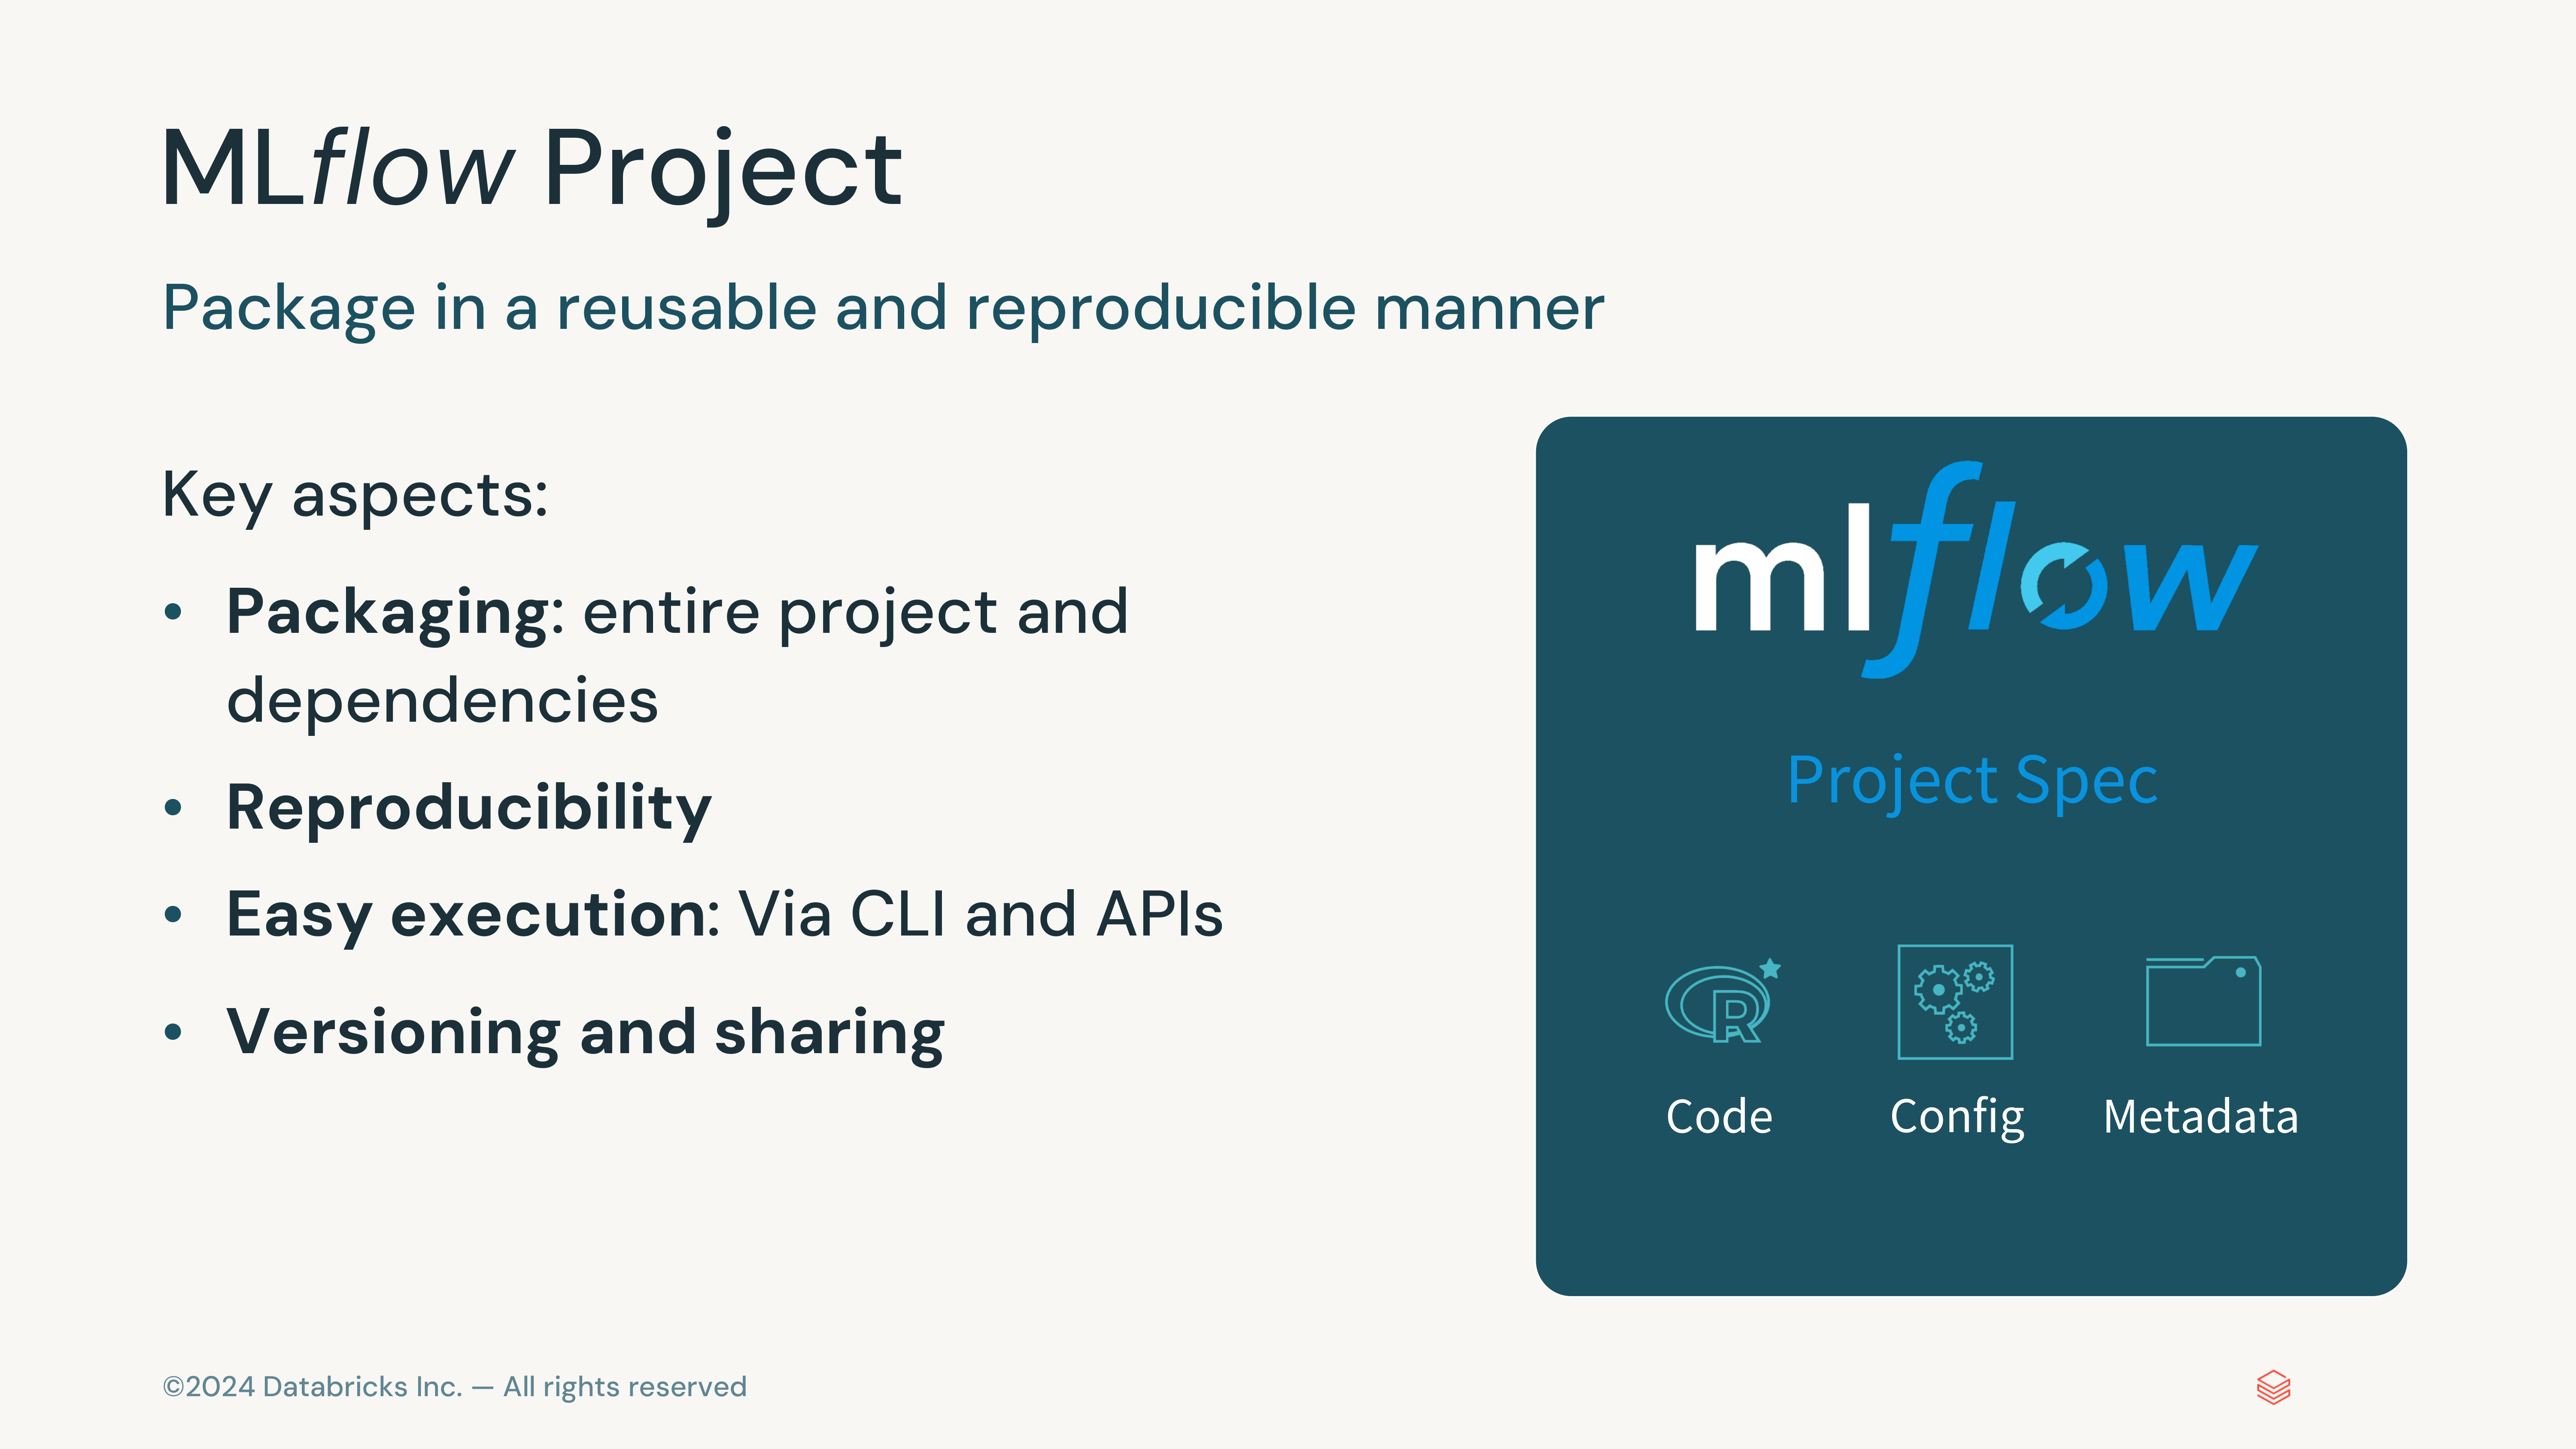 MLflow Project
Package in a reusable and reproducible manner
Key aspects:
• Packaging: entire project and
dependencies
• Reproducibility
• Easy execution: Via CLI and APIs
• Versioning and sharing
mlflow
Project Spec
R
Code Config Metadata
©2024 Databricks Inc. — All rights reserved